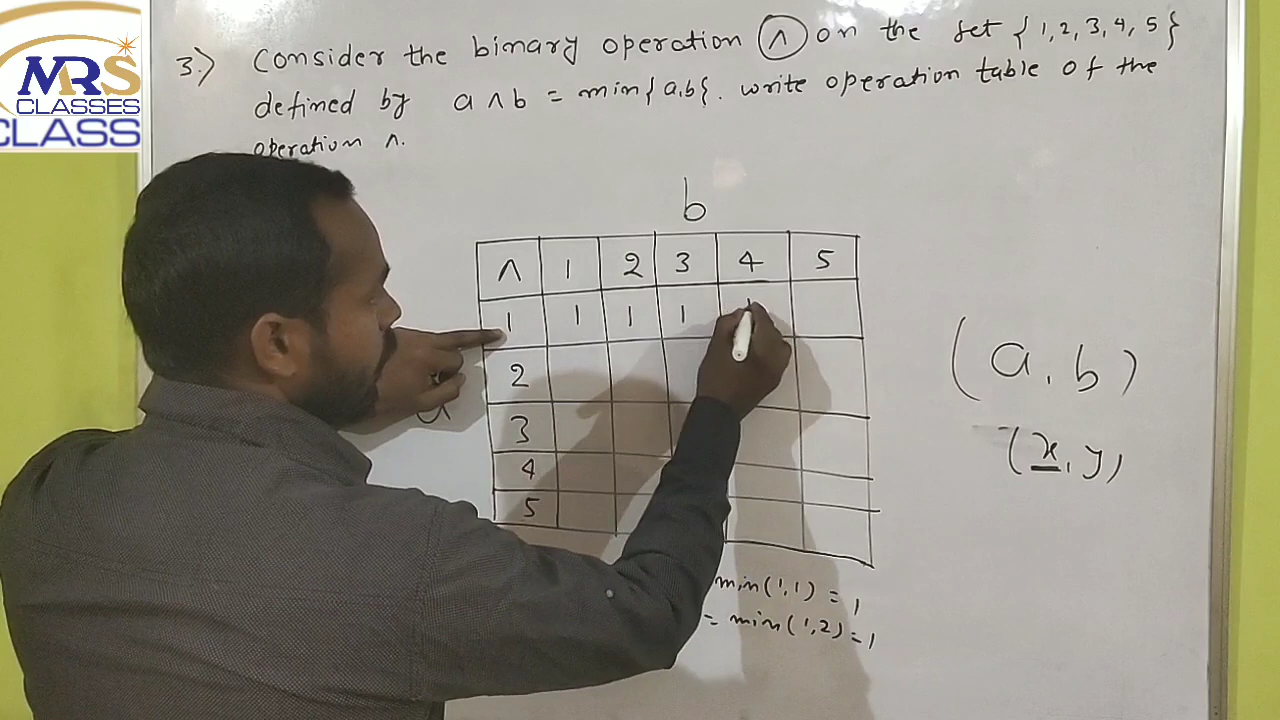 MRS
CLASSES
CLASS
3.) Consider the binary operation ∧ on the set {1, 2, 3, 4, 5}
defined by a ∧ b = min{a,b}. write operation table of the
operation ∧.
b
∧ 1 2 3 4 5
1 1 1 1
2
3
4
5
a
(a, b)
(x, y)
min(1,1) = 1
= min(1,2) = 1